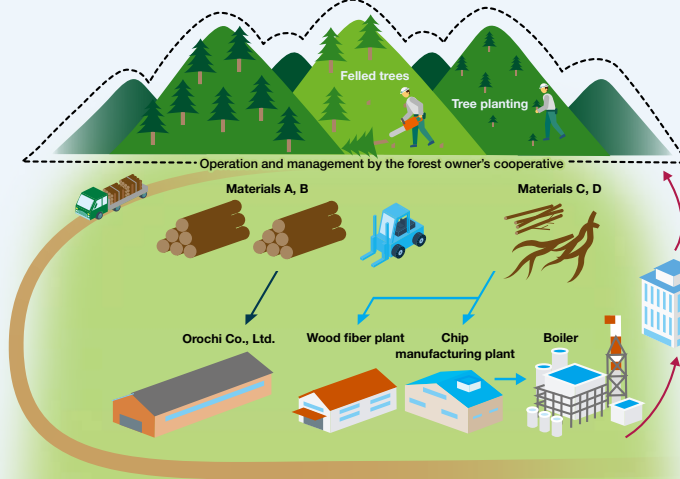 Felled trees
Tree planting
Operation and management by the forest owner's cooperative
Materials A, B
Materials C, D
Orochi Co., Ltd.
Wood fiber plant
Chip
manufacturing plant
Boiler